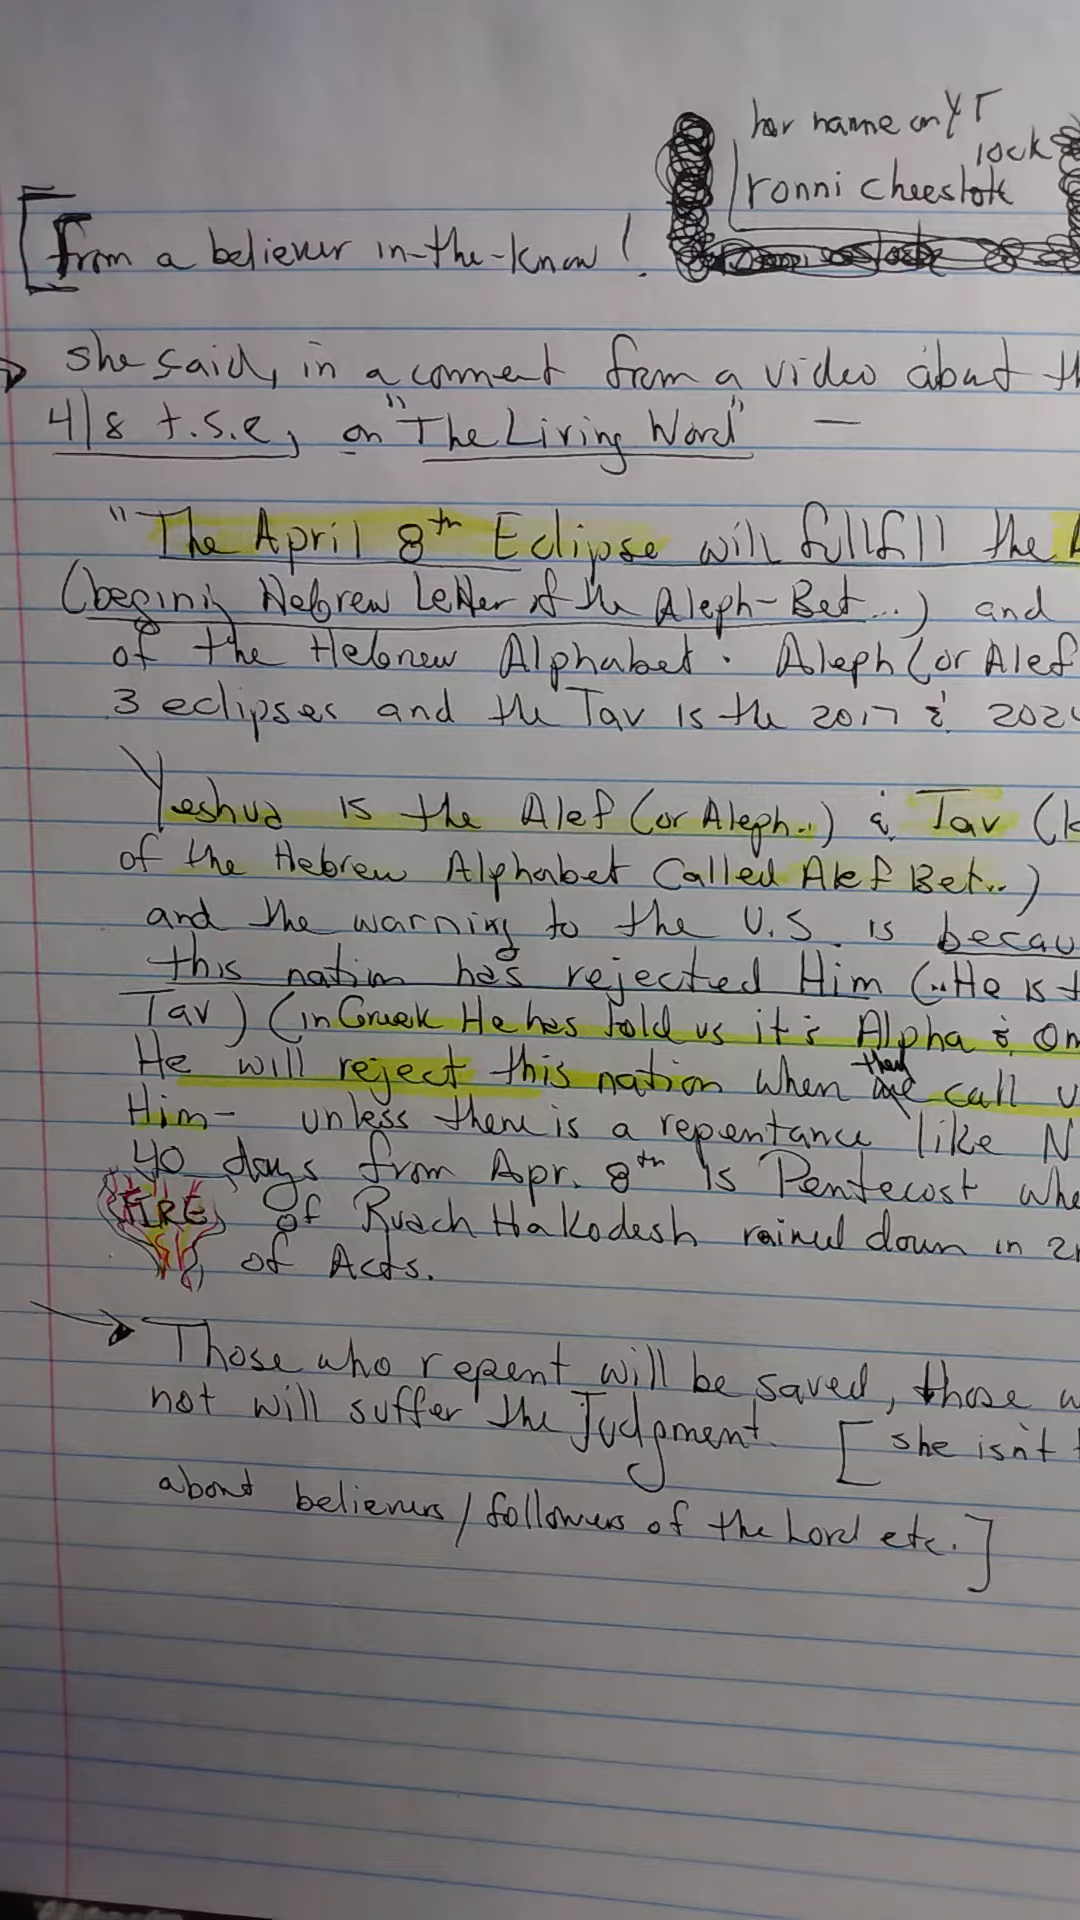 her name on YT
lock
ronni cheeslok
[From a believer in-the-know!
she said, in a comment from a video about th
4/8 t.s.e, on "The Living Word" —
"The April 8th Eclipse will fullfill the A
(begining Hebrew Letter of the Aleph-Bet...) and
of the Hebrew Alphabet. Aleph (or Alef
3 eclipses and the Tav is the 2017 & 202
Yeshua is the Alef (or Aleph..) & Tav (
of the Hebrew Alphabet Called Alef Bet..)
and the warning to the U.S. is becau
this nation has rejected Him (..He is t
Tav) (in Greek He has told us it's Alpha & Om
He will reject this nation when they call u
Him- unless there is a repentance like N
40 days from Apr. 8th is Pentecost whe
FIRE of Ruach HaKodesh rained down in 2n
of Acts.
Those who repent will be saved, those w
not will suffer the Judgment. [she isn't t
about believers/followers of the Lord etc.]